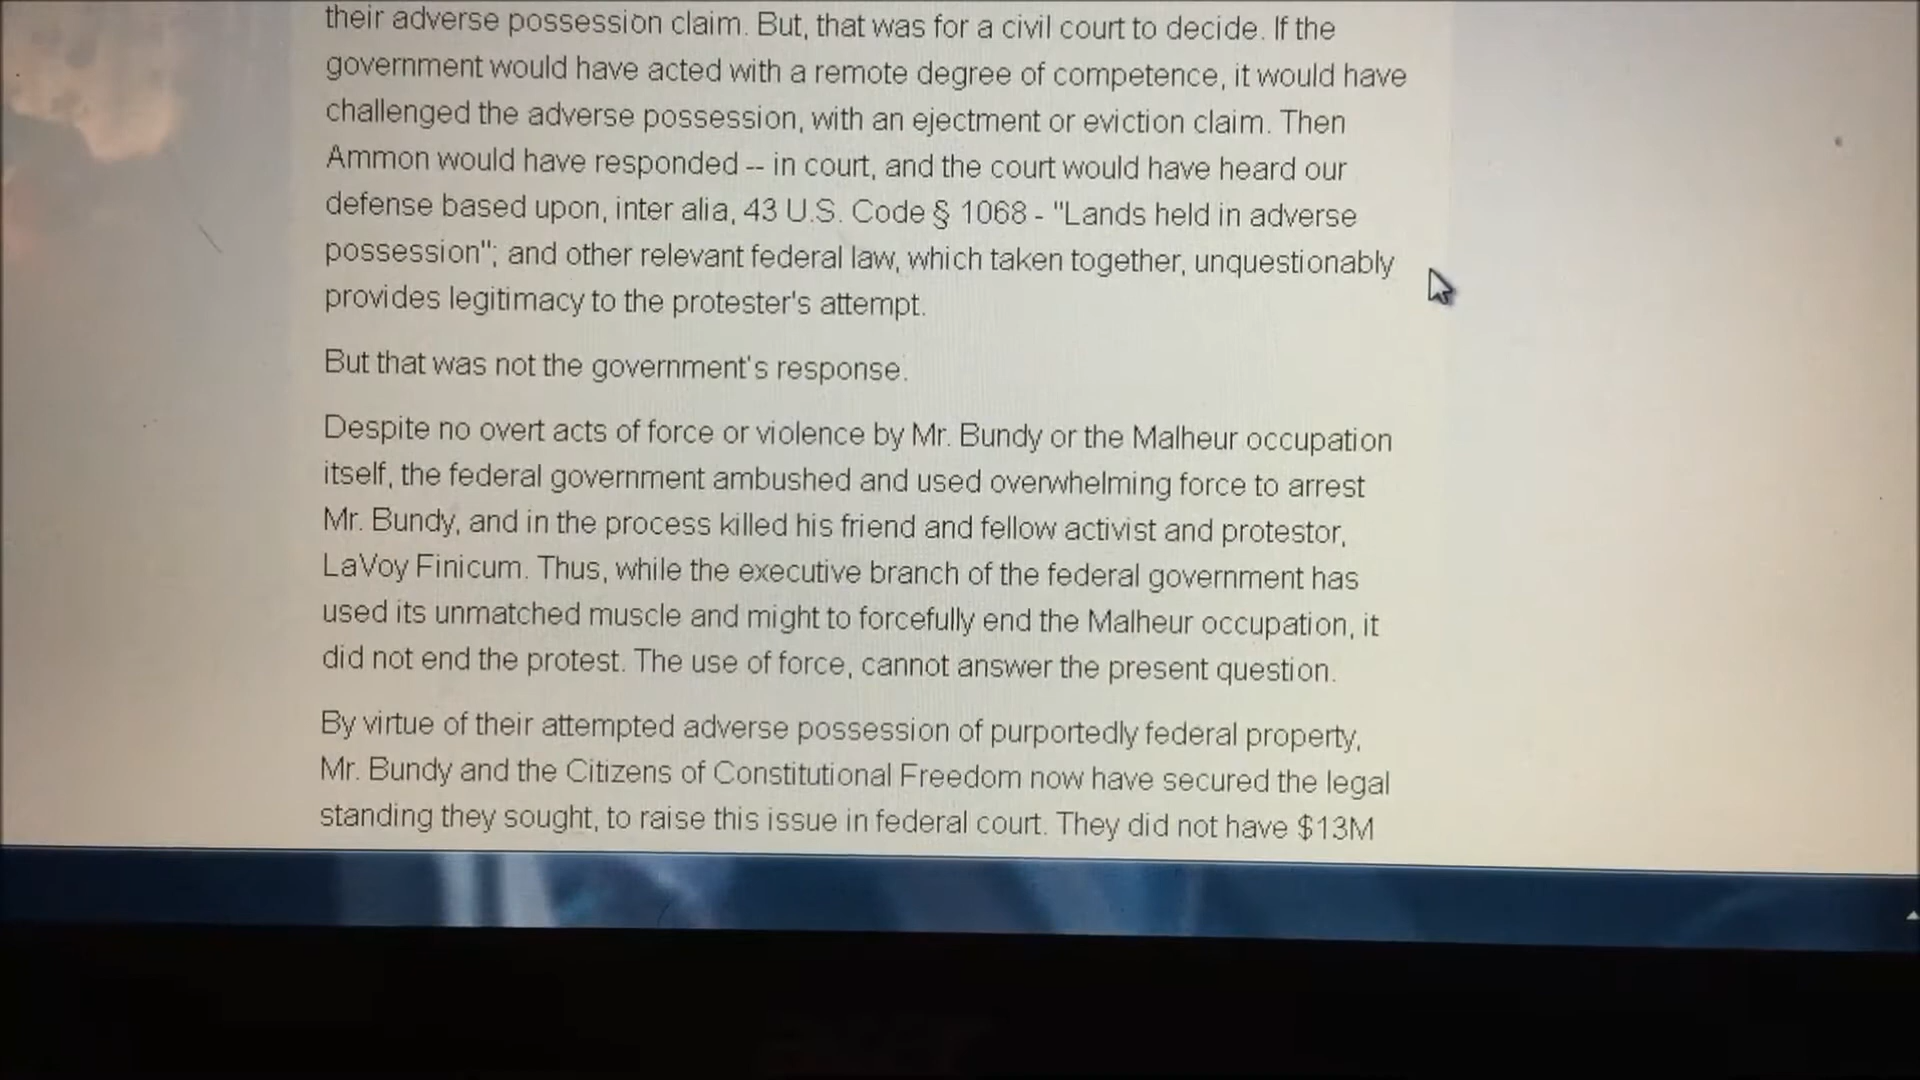 their adverse possession claim. But, that was for a civil court to decide. If the
government would have acted with a remote degree of competence, it would have
challenged the adverse possession, with an ejectment or eviction claim. Then
Ammon would have responded -- in court, and the court would have heard our
defense based upon, inter alia, 43 U.S. Code § 1068 - "Lands held in adverse
possession"; and other relevant federal law, which taken together, unquestionably
provides legitimacy to the protester's attempt.
But that was not the government's response.
Despite no overt acts of force or violence by Mr. Bundy or the Malheur occupation
itself, the federal government ambushed and used overwhelming force to arrest
Mr. Bundy, and in the process killed his friend and fellow activist and protestor,
LaVoy Finicum. Thus, while the executive branch of the federal government has
used its unmatched muscle and might to forcefully end the Malheur occupation, it
did not end the protest. The use of force, cannot answer the present question.
By virtue of their attempted adverse possession of purportedly federal property,
Mr. Bundy and the Citizens of Constitutional Freedom now have secured the legal
standing they sought, to raise this issue in federal court. They did not have $13M